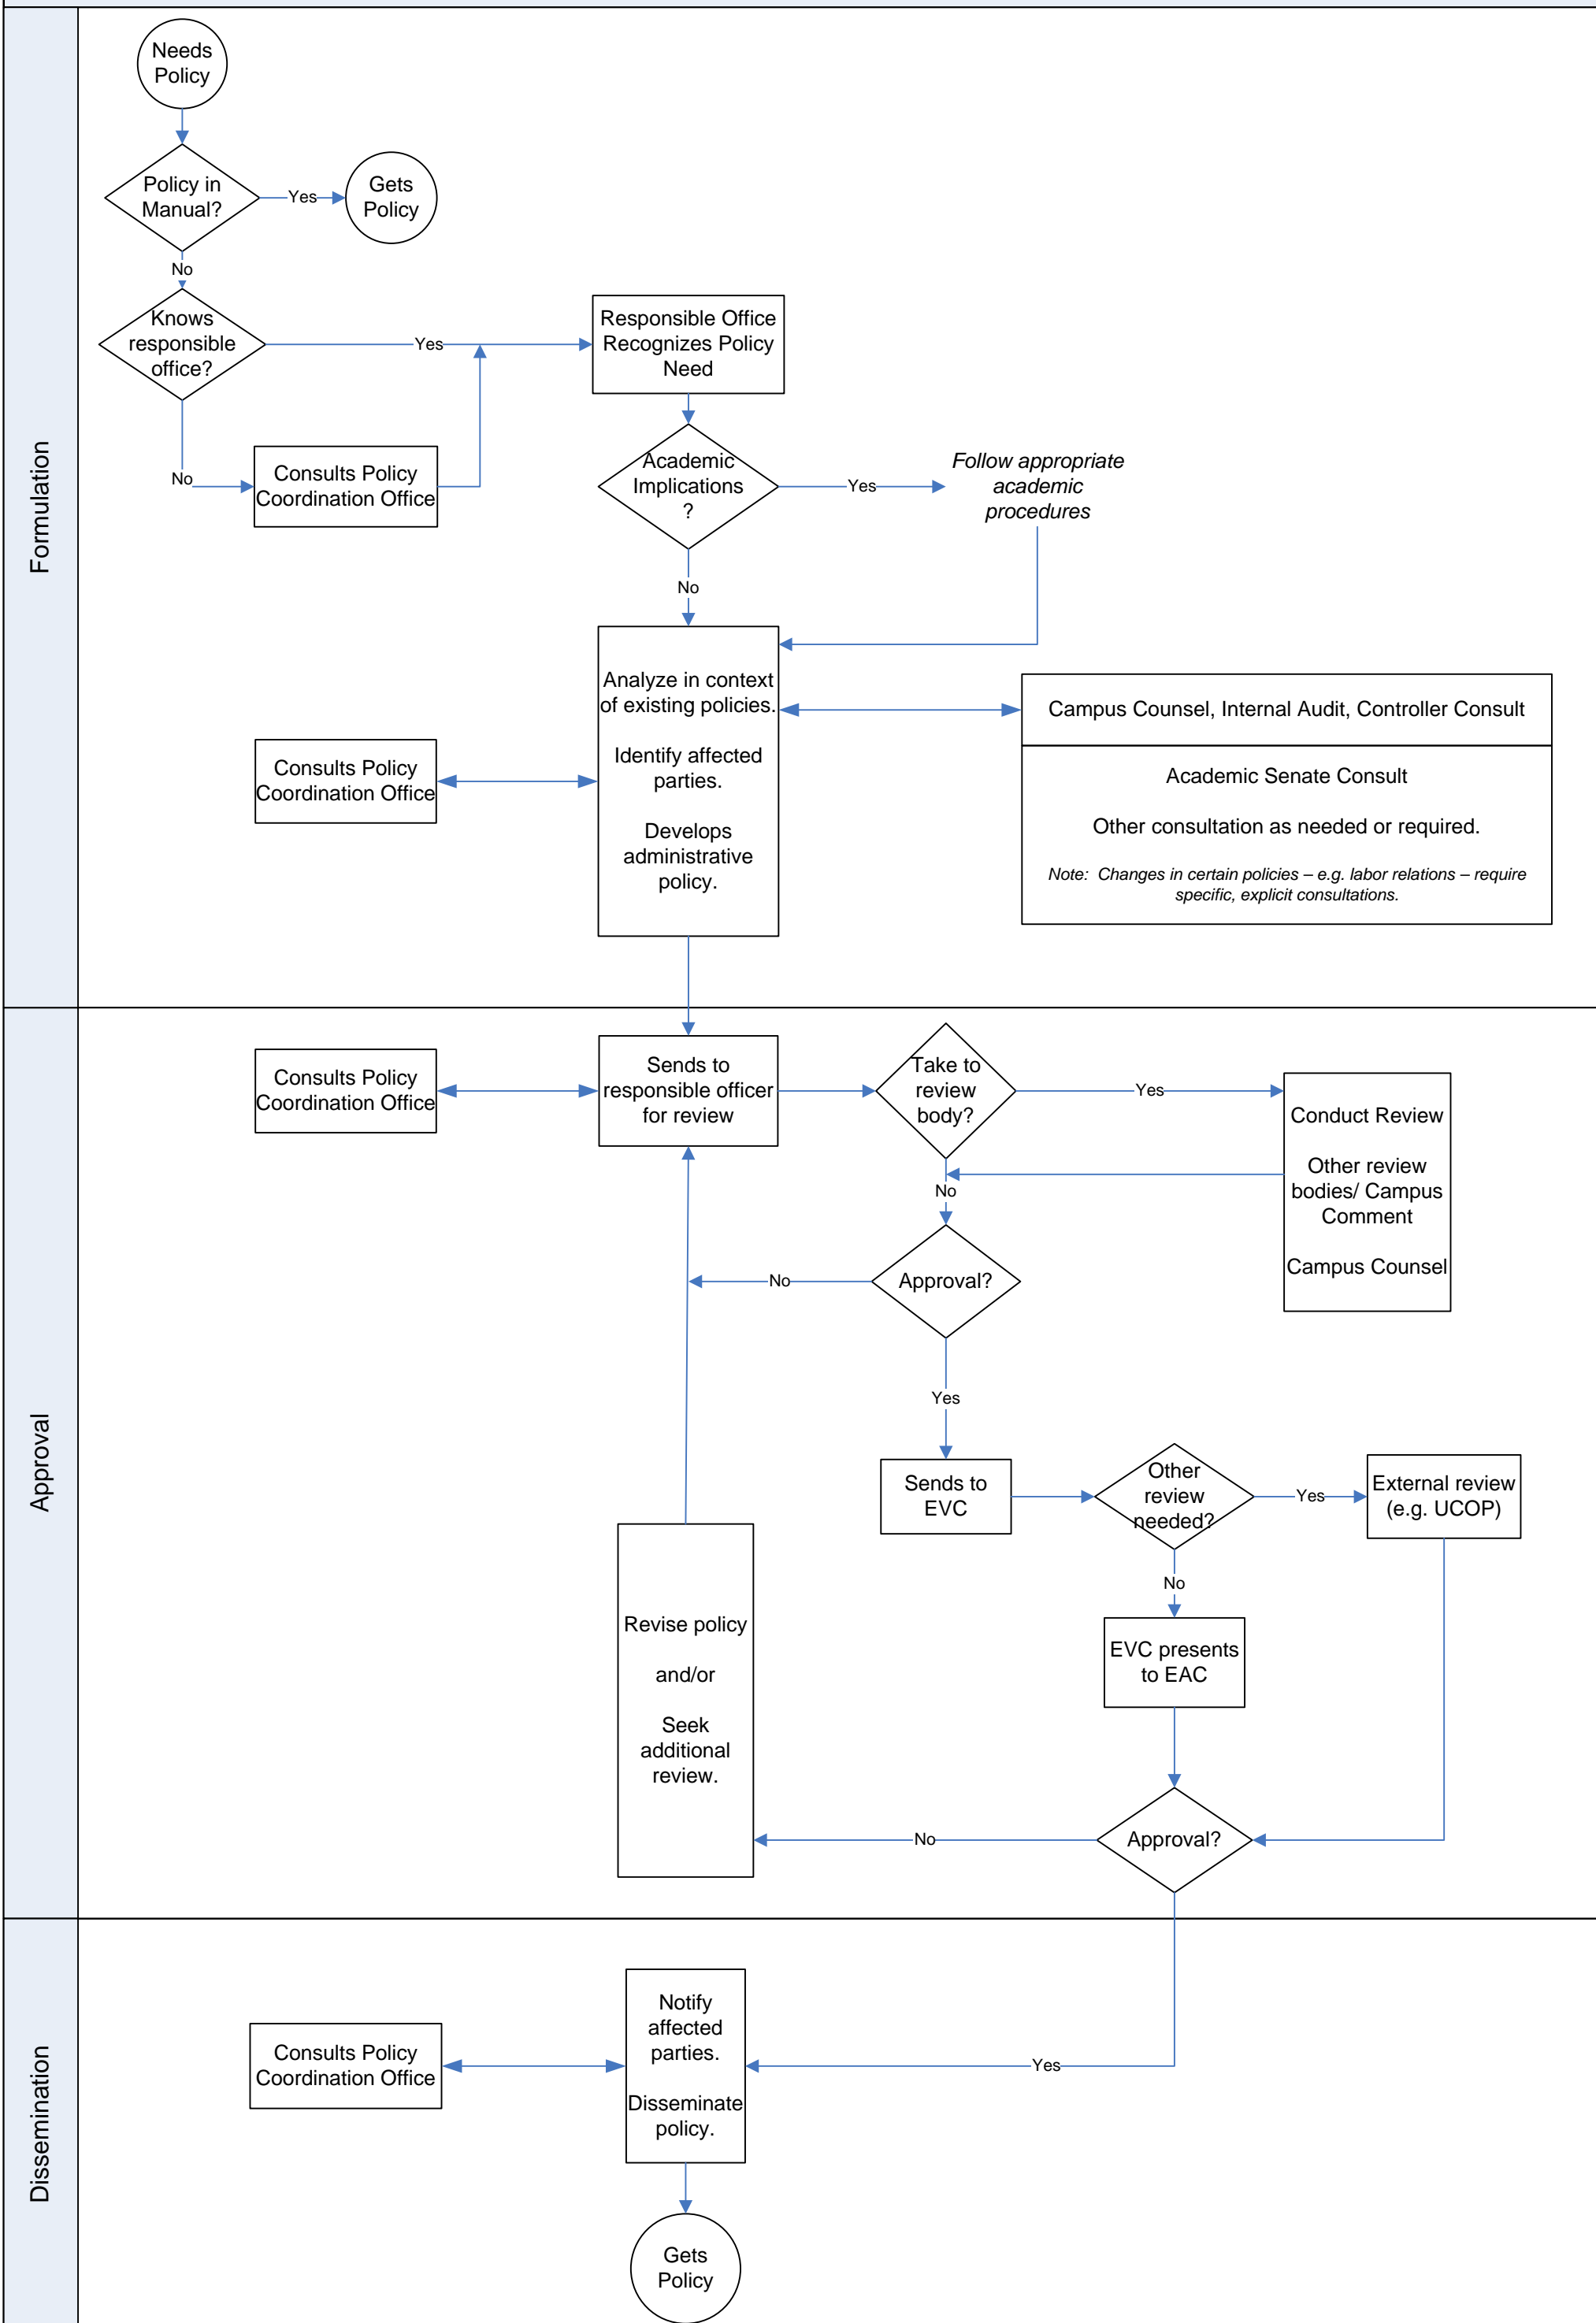 Formulation
Needs
Policy
Policy in
Manual?
Yes
Gets
Policy
No
Knows
responsible
office?
Yes
Responsible Office
Recognizes Policy
Need
No
Consults Policy
Coordination Office
Academic
Implications
?
Yes
Follow appropriate
academic
procedures
No
Analyze in context
of existing policies.
Identify affected
parties.
Develops
administrative
policy.
Consults Policy
Coordination Office
Campus Counsel, Internal Audit, Controller Consult
Academic Senate Consult
Other consultation as needed or required.
Note:  Changes in certain policies – e.g. labor relations – require
specific, explicit consultations.
Approval
Consults Policy
Coordination Office
Sends to
responsible officer
for review
Take to
review
body?
Yes
Conduct Review
Other review
bodies/ Campus
Comment
Campus Counsel
No
Approval?
No
Yes
Sends to
EVC
Other
review
needed?
Yes
External review
(e.g. UCOP)
No
EVC presents
to EAC
Revise policy
and/or
Seek
additional
review.
Approval?
No
Dissemination
Consults Policy
Coordination Office
Notify
affected
parties.
Disseminate
policy.
Yes
Gets
Policy